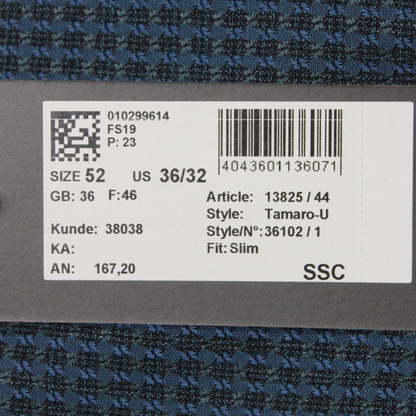 010299614
FS19
P: 23
4043601136071
SIZE 52 US 36/32
GB: 36 F: 46
Article: 13825 / 44
Style: Tamaro-U
Kunde: 38038
Style/N°: 36102 / 1
KA:
Fit: Slim
AN: 167,20
SSC